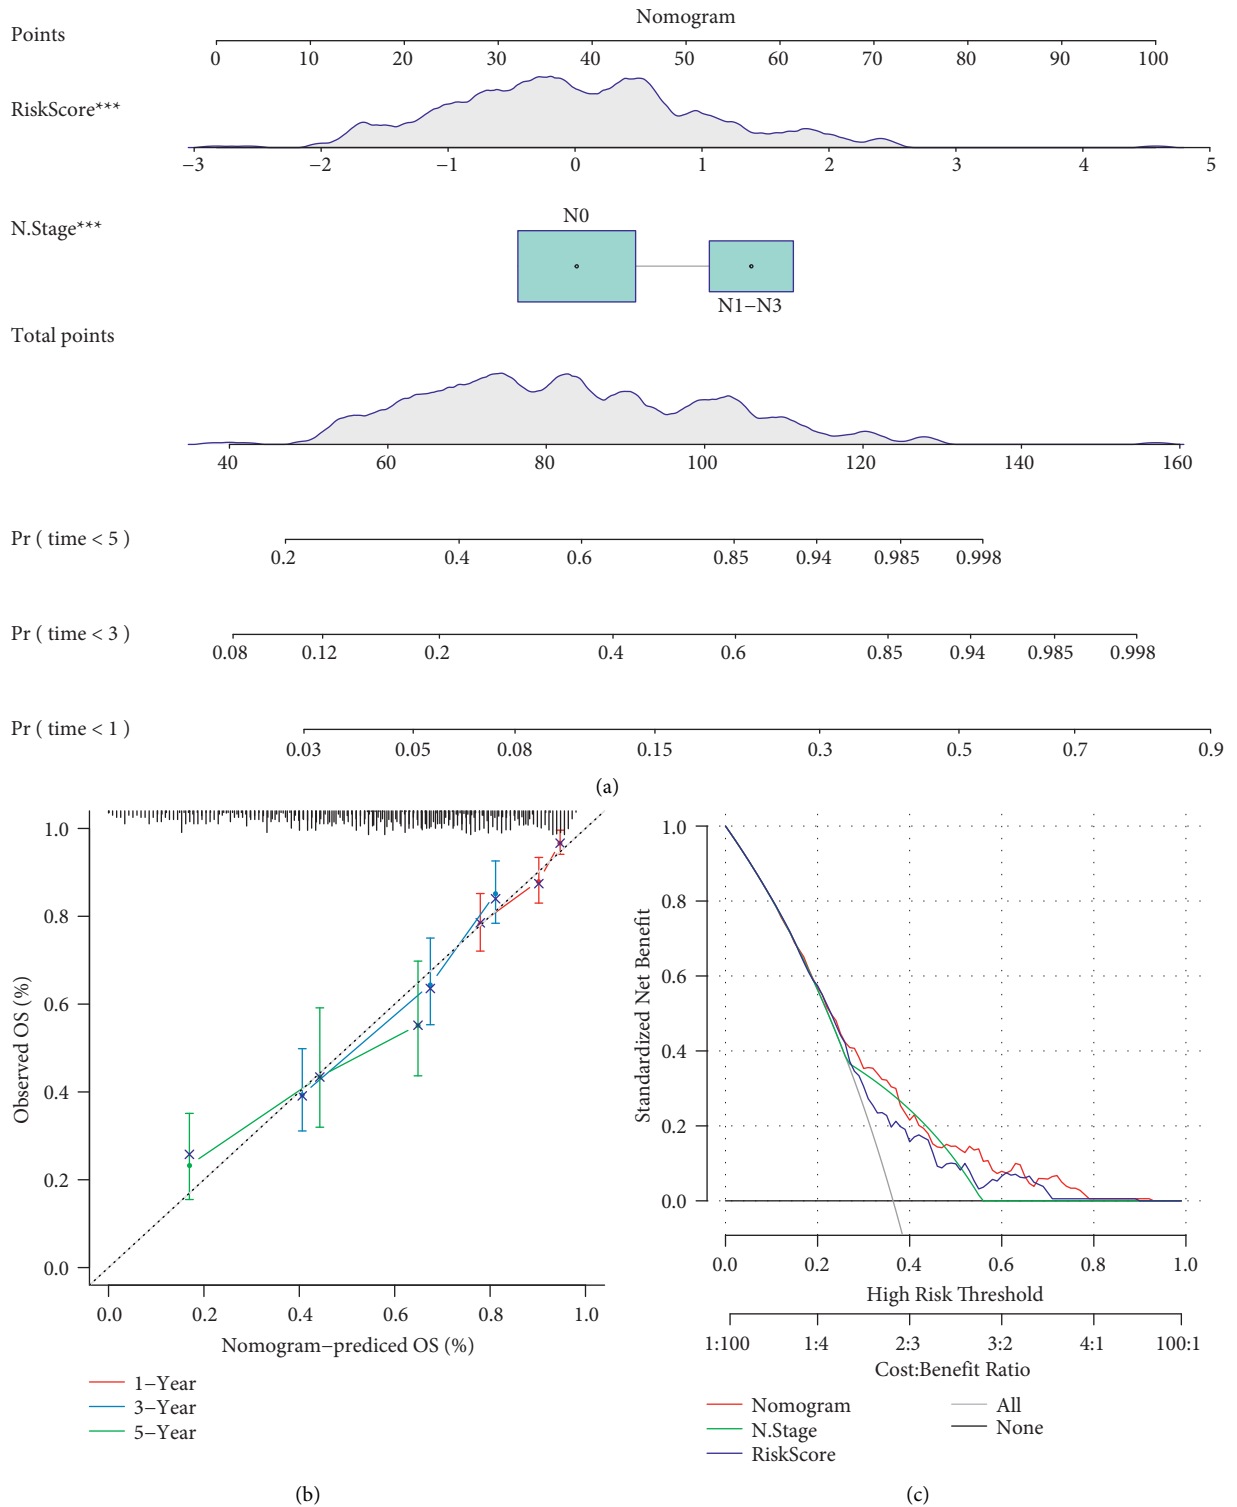 Nomogram
Points
0 10 20 30 40 50 60 70 80 90 100
RiskScore***
−3 −2 −1 0 1 2 3 4 5
N.Stage***
N0
N1−N3
Total points
40 60 80 100 120 140 160
Pr ( time < 5 )
0.2 0.4 0.6 0.85 0.94 0.985 0.998
Pr ( time < 3 )
0.08 0.12 0.2 0.4 0.6 0.85 0.94 0.985 0.998
Pr ( time < 1 )
0.03 0.05 0.08 0.15 0.3 0.5 0.7 0.9
(a)
Observed OS (%)
1.0
0.8
0.6
0.4
0.2
0.0
0.0 0.2 0.4 0.6 0.8 1.0
Nomogram−prediced OS (%)
1−Year
3−Year
5−Year
(b)
Standardized Net Benefit
1.0
0.8
0.6
0.4
0.2
0.0
0.0 0.2 0.4 0.6 0.8 1.0
High Risk Threshold
1:100 1:4 2:3 3:2 4:1 100:1
Cost:Benefit Ratio
Nomogram
N.Stage
RiskScore
All
None
(c)